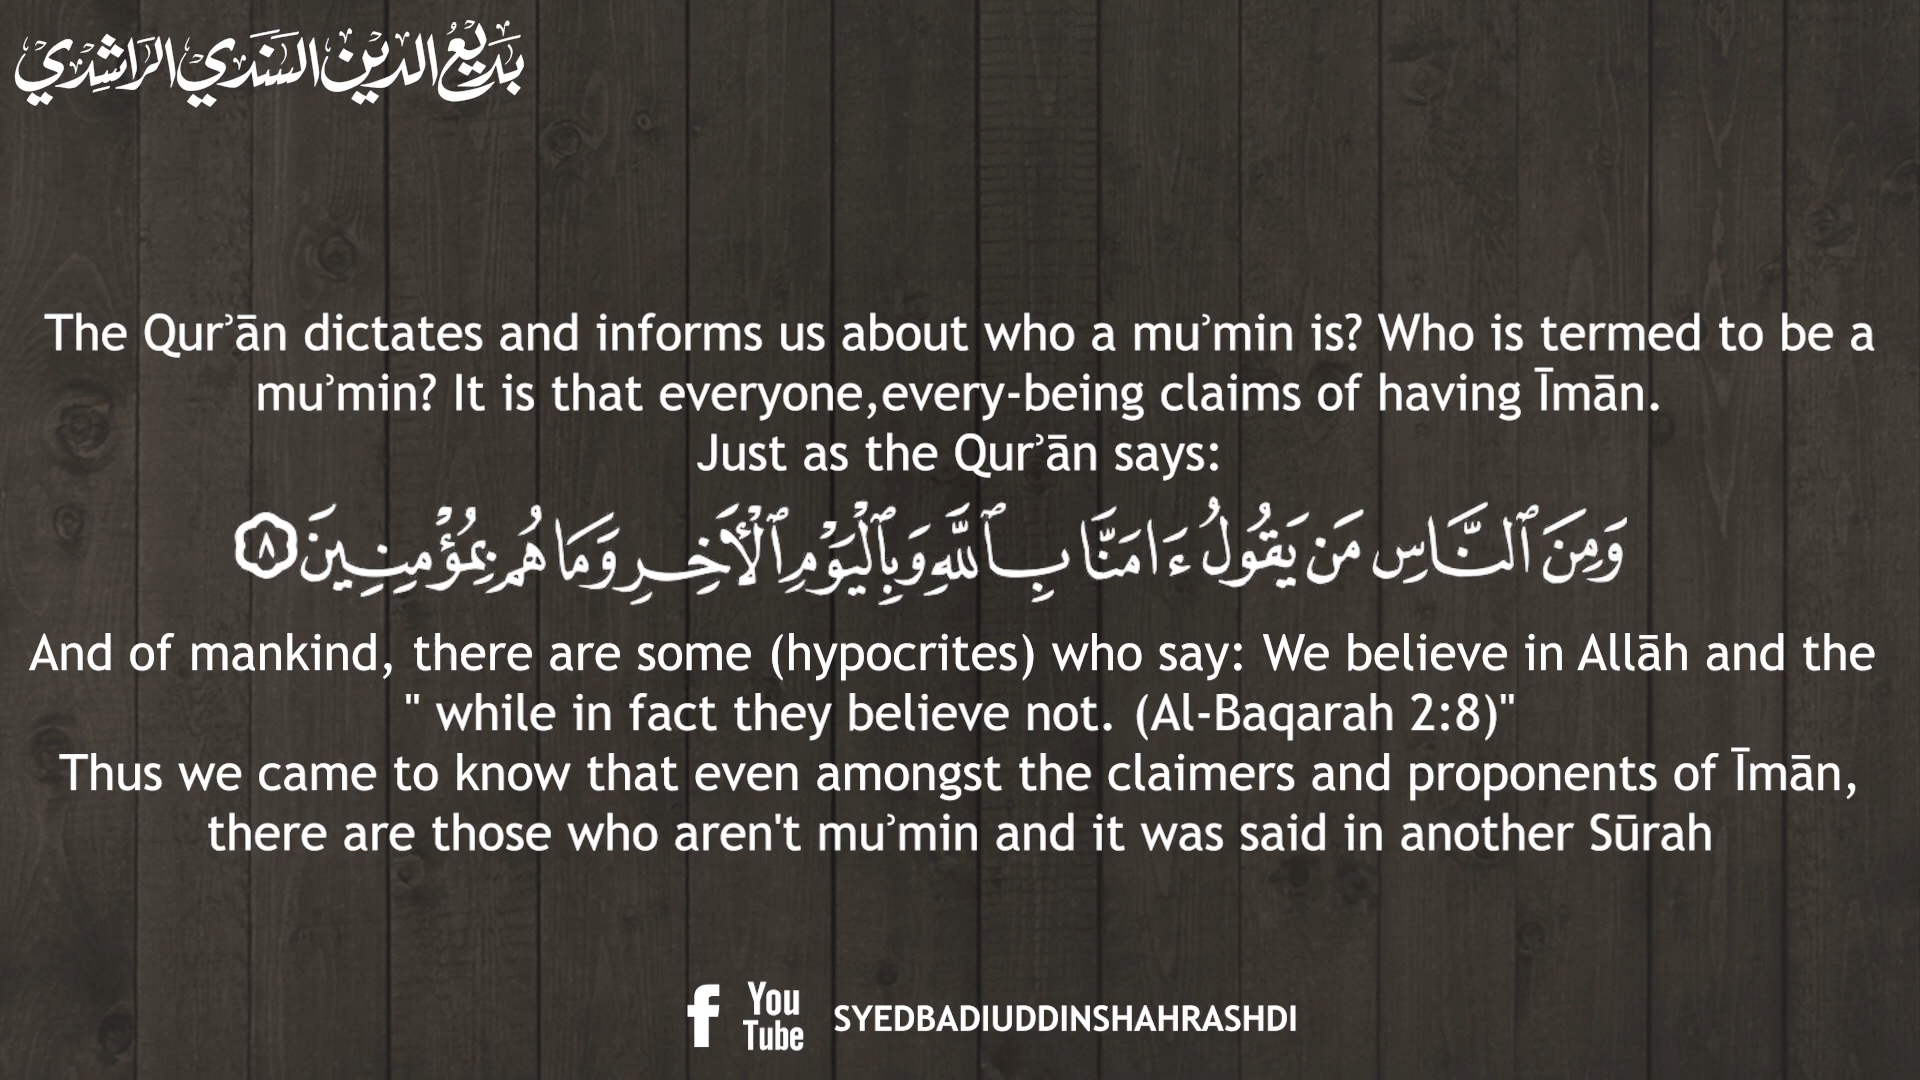 بديع الدين السندي الراشدي
The Qurʾān dictates and informs us about who a muʾmin is? Who is termed to be a
muʾmin? It is that everyone,every-being claims of having Īmān.
Just as the Qurʾān says:
وَمِنَ ٱلنَّاسِ مَن يَقُولُ ءَامَنَّا بِٱللَّهِ وَبِٱلْيَوْمِ ٱلْأَخِرِ وَمَا هُم بِمُؤْمِنِينَ ٨
And of mankind, there are some (hypocrites) who say: We believe in Allāh and the
" while in fact they believe not. (Al-Baqarah 2:8)"
Thus we came to know that even amongst the claimers and proponents of Īmān,
there are those who aren't muʾmin and it was said in another Sūrah
f You Tube SYEDBADIUDDINSHAHRASHDI